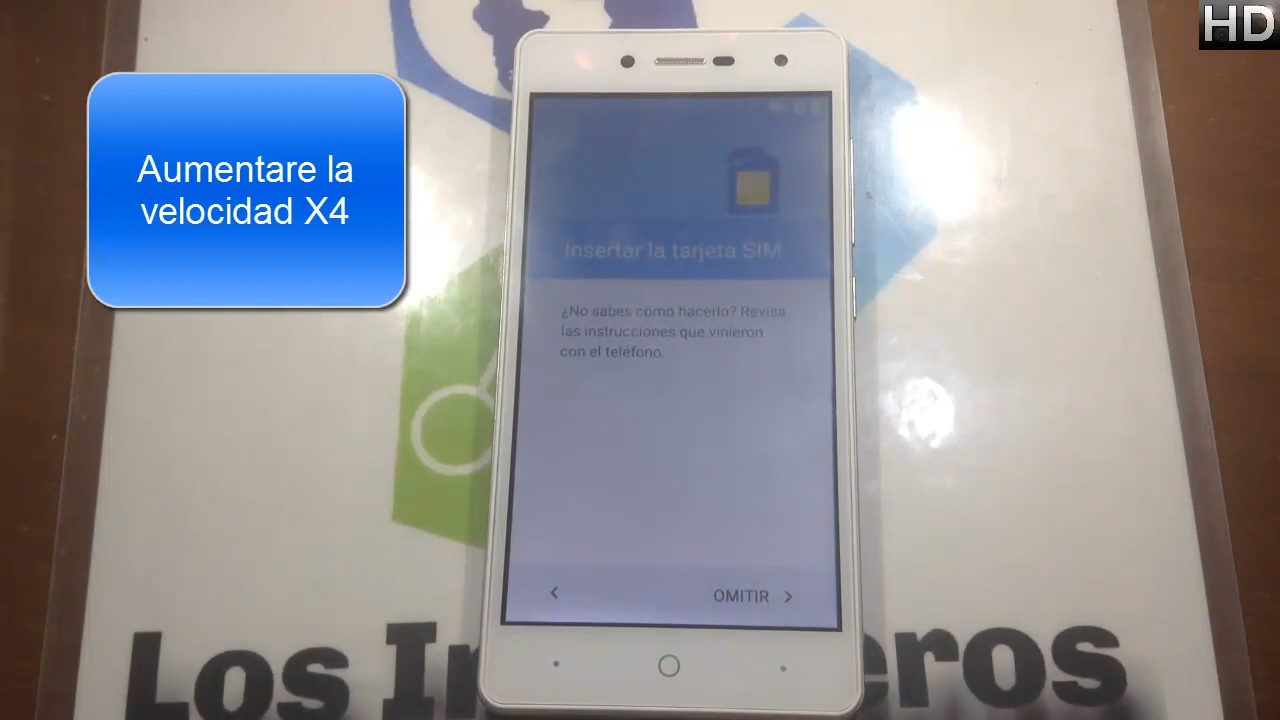 HD
Aumentare la
velocidad X4
Insertar la tarjeta SIM
¿No sabes cómo hacerlo? Revisa
las instrucciones que vinieron
con el teléfono.
OMITIR
Los
eros